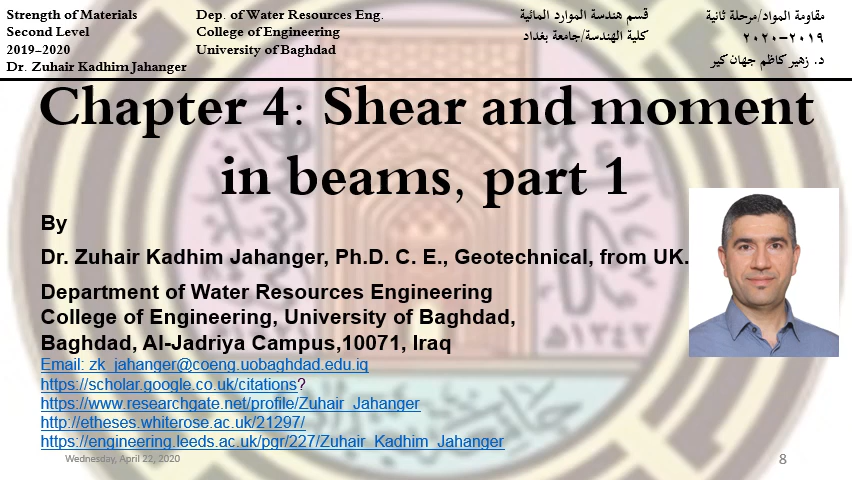 Strength of Materials
Second Level
2019-2020
Dr. Zuhair Kadhim Jahanger
Dep. of Water Resources Eng.
College of Engineering
University of Baghdad
قسم هندسة الموارد المائية
كلية الهندسة/جامعة بغداد
مقاومة المواد/مرحلة ثانية
٢٠١٩-٢٠٢٠
د. زهير كاظم جهان كير
Chapter 4: Shear and moment
in beams, part 1
By
Dr. Zuhair Kadhim Jahanger, Ph.D. C. E., Geotechnical, from UK.
Department of Water Resources Engineering
College of Engineering, University of Baghdad,
Baghdad, Al-Jadriya Campus,10071, Iraq
Email: zk_jahanger@coeng.uobaghdad.edu.iq
https://scholar.google.co.uk/citations?
https://www.researchgate.net/profile/Zuhair_Jahanger
http://etheses.whiterose.ac.uk/21297/
https://engineering.leeds.ac.uk/pgr/227/Zuhair_Kadhim_Jahanger
Wednesday, April 22, 2020
8